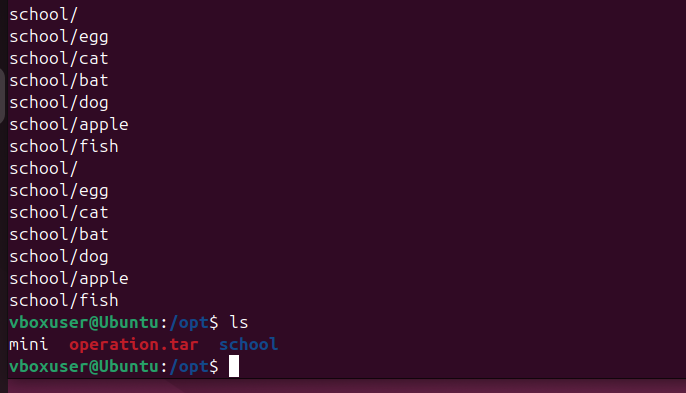 school/
school/egg
school/cat
school/bat
school/dog
school/apple
school/fish
school/
school/egg
school/cat
school/bat
school/dog
school/apple
school/fish
vboxuser@Ubuntu:/opt$ ls
mini  operation.tar  school
vboxuser@Ubuntu:/opt$